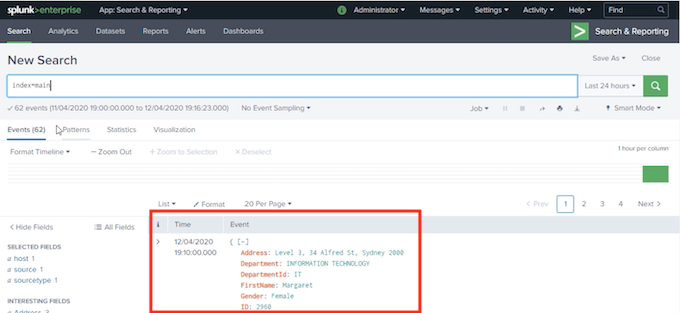 splunk>enterprise App: Search & Reporting ▾ i Administrator ▾ Messages ▾ Settings ▾ Activity ▾ Help ▾ Find
Search Analytics Datasets Reports Alerts Dashboards > Search & Reporting
New Search Save As ▾ Close
index=main Last 24 hours ▾
✓ 62 events (11/04/2020 19:00:00.000 to 12/04/2020 19:16:23.000) No Event Sampling ▾ Job ▾ Smart Mode ▾
Events (62) Patterns Statistics Visualization
Format Timeline ▾ — Zoom Out + Zoom to Selection × Deselect 1 hour per column
List ▾ Format 20 Per Page ▾ < Prev 1 2 3 4 Next >
< Hide Fields All Fields i Time Event
SELECTED FIELDS
a host 1
a source 1
a sourcetype 1
INTERESTING FIELDS
a Address 3
> 12/04/2020 { [-]
19:10:00.000 Address: Level 3, 34 Alfred St, Sydney 2000
Department: INFORMATION TECHNOLOGY
DepartmentId: IT
FirstName: Margaret
Gender: Female
ID: 2960